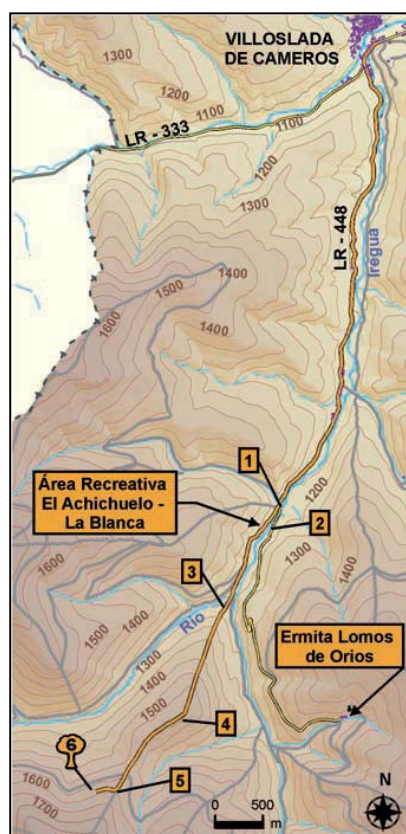 VILLOSLADA
DE CAMEROS
1300
1200
1100
LR - 333
1100
1200
1300
LR - 448
Iregua
1400
1500
1600
1400
1
Área Recreativa
El Achichuelo -
La Blanca
1200
2
1300
1400
1600
3
1500
1400
Río
1300
Ermita Lomos
de Orios
1400
1500
4
6
1600
5
1700
N
0
500
m